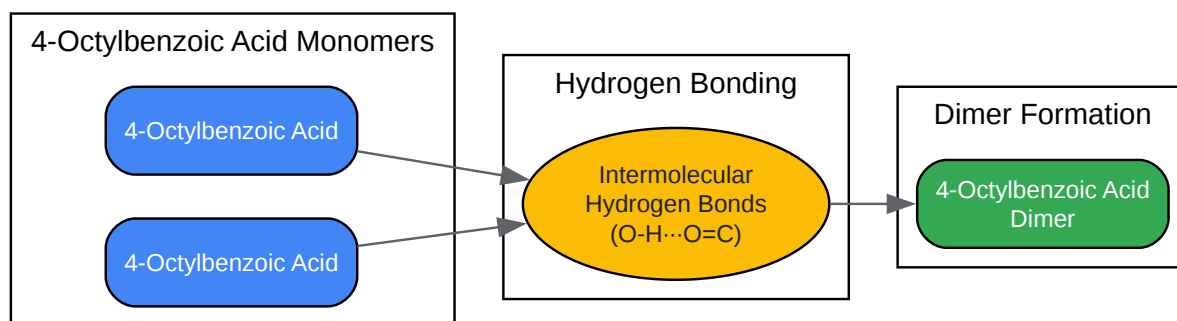 4-Octylbenzoic Acid Monomers
4-Octylbenzoic Acid
4-Octylbenzoic Acid
Hydrogen Bonding
Intermolecular
Hydrogen Bonds
(O-H···O=C)
Dimer Formation
4-Octylbenzoic Acid
Dimer